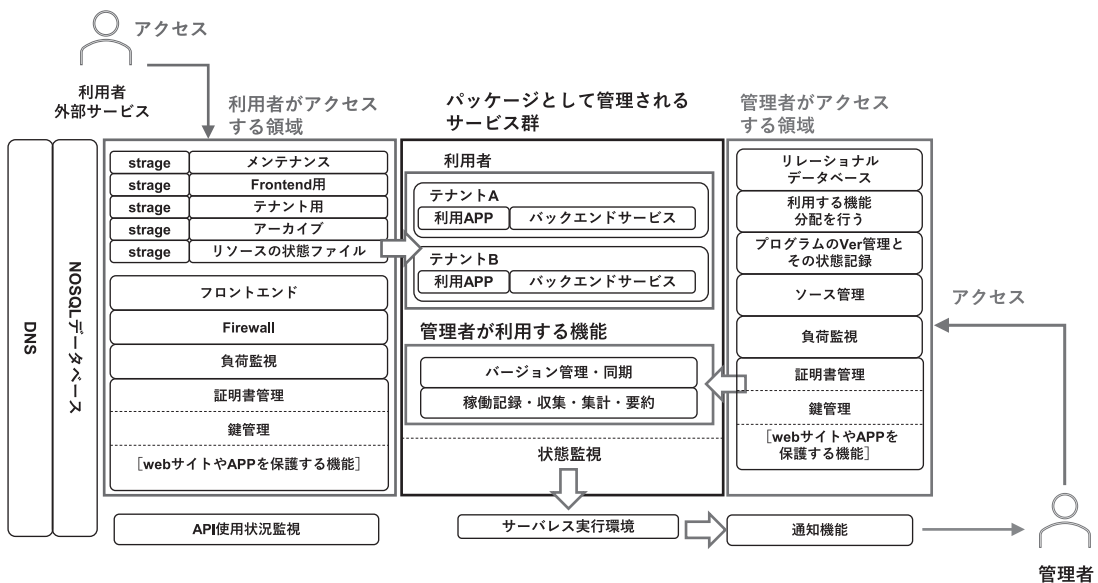 アクセス
利用者
外部サービス
利用者がアクセス
する領域
パッケージとして管理される
サービス群
管理者がアクセス
する領域
DNS
NOSQLデータベース
strage メンテナンス
strage Frontend用
strage テナント用
strage アーカイブ
strage リソースの状態ファイル
フロントエンド
Firewall
負荷監視
証明書管理
鍵管理
［webサイトやAPPを保護する機能］
API使用状況監視
利用者
テナントA
利用APP バックエンドサービス
テナントB
利用APP バックエンドサービス
管理者が利用する機能
バージョン管理・同期
稼働記録・収集・集計・要約
状態監視
サーバレス実行環境
リレーショナル
データベース
利用する機能
分配を行う
プログラムのVer管理と
その状態記録
ソース管理
負荷監視
証明書管理
鍵管理
［webサイトやAPPを
保護する機能］
通知機能
アクセス
管理者